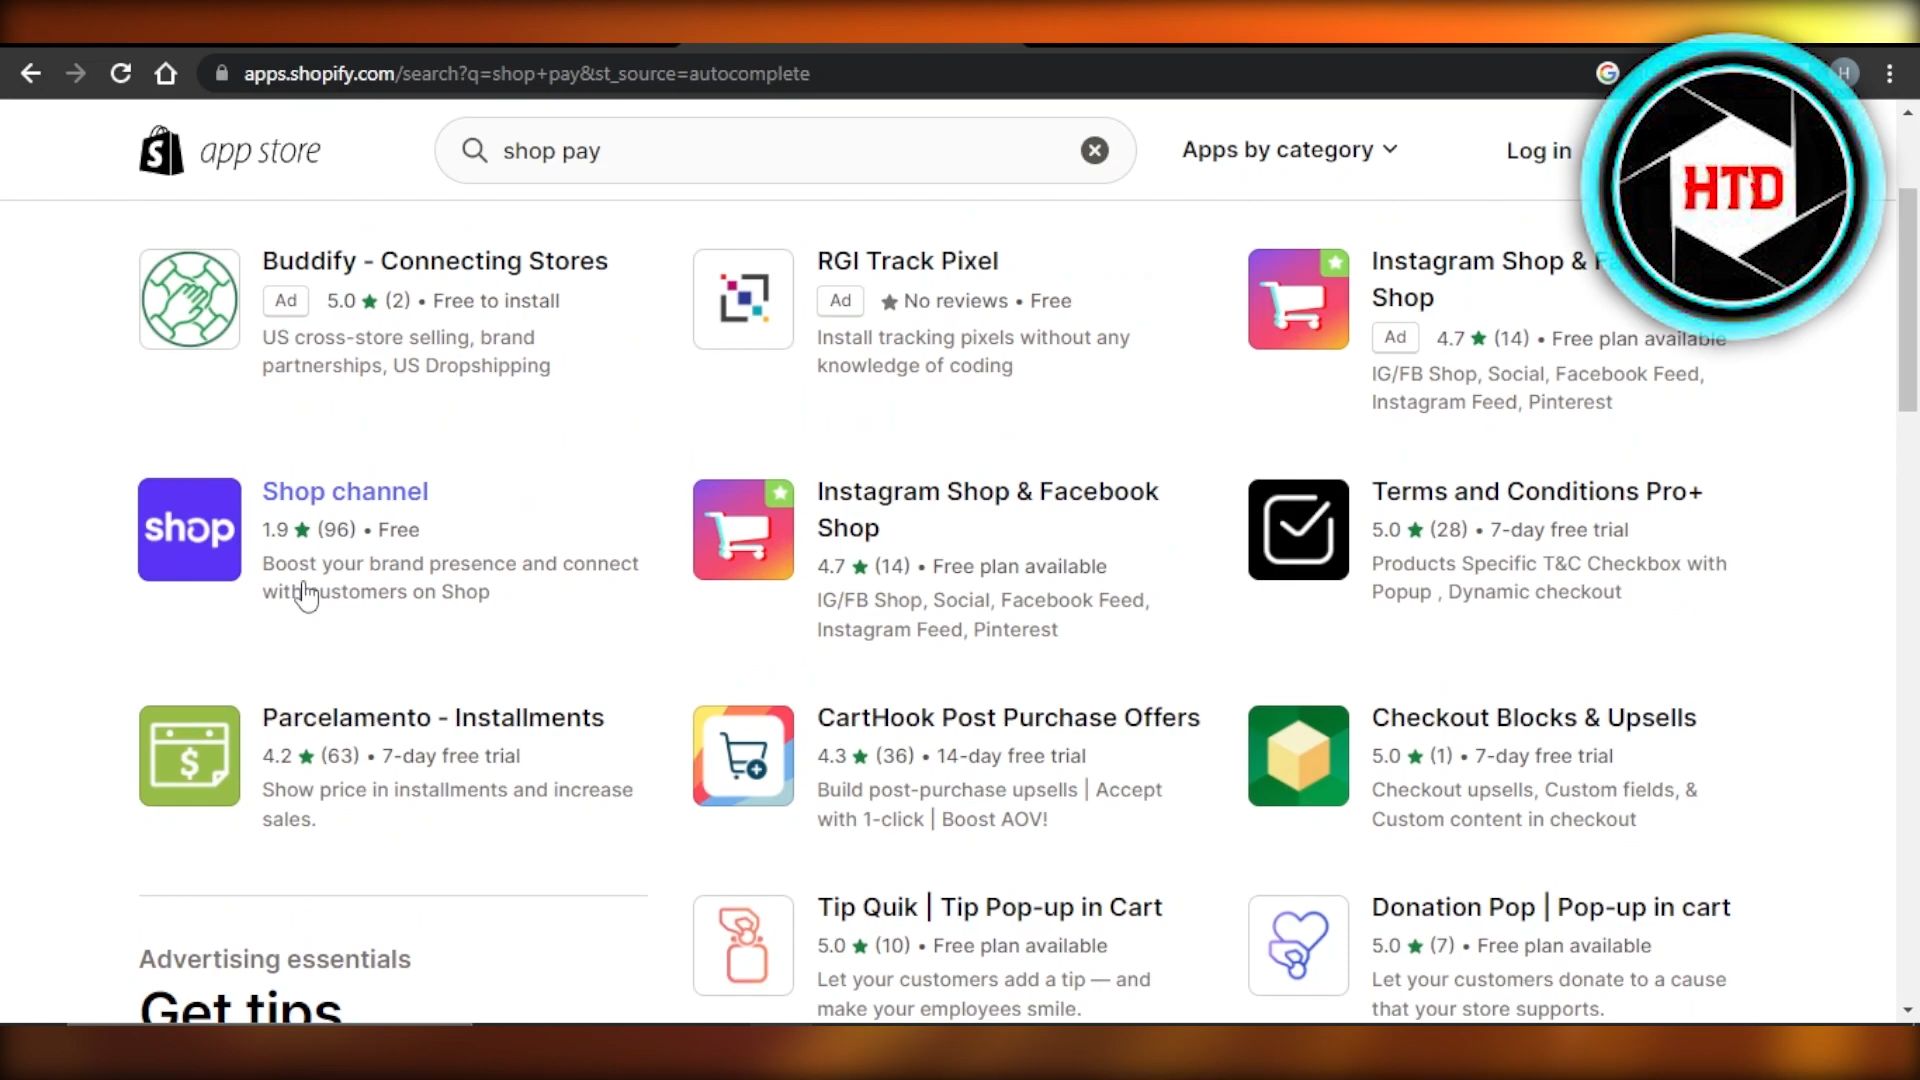 apps.shopify.com/search?q=shop+pay&st_source=autocomplete
G
H
S app store
shop pay
Apps by category
Log in
HTD
Buddify - Connecting Stores
Ad 5.0 ★ (2) • Free to install
US cross-store selling, brand
partnerships, US Dropshipping
RGI Track Pixel
Ad ★ No reviews • Free
Install tracking pixels without any
knowledge of coding
Instagram Shop &
Shop
Ad 4.7 ★ (14) • Free plan available
IG/FB Shop, Social, Facebook Feed,
Instagram Feed, Pinterest
shop
Shop channel
1.9 ★ (96) • Free
Boost your brand presence and connect
with customers on Shop
Instagram Shop & Facebook
Shop
4.7 ★ (14) • Free plan available
IG/FB Shop, Social, Facebook Feed,
Instagram Feed, Pinterest
Terms and Conditions Pro+
5.0 ★ (28) • 7-day free trial
Products Specific T&C Checkbox with
Popup , Dynamic checkout
$
Parcelamento - Installments
4.2 ★ (63) • 7-day free trial
Show price in installments and increase
sales.
CartHook Post Purchase Offers
4.3 ★ (36) • 14-day free trial
Build post-purchase upsells | Accept
with 1-click | Boost AOV!
Checkout Blocks & Upsells
5.0 ★ (1) • 7-day free trial
Checkout upsells, Custom fields, &
Custom content in checkout
Advertising essentials
Get tips
Tip Quik | Tip Pop-up in Cart
5.0 ★ (10) • Free plan available
Let your customers add a tip — and
make your employees smile.
Donation Pop | Pop-up in cart
5.0 ★ (7) • Free plan available
Let your customers donate to a cause
that your store supports.